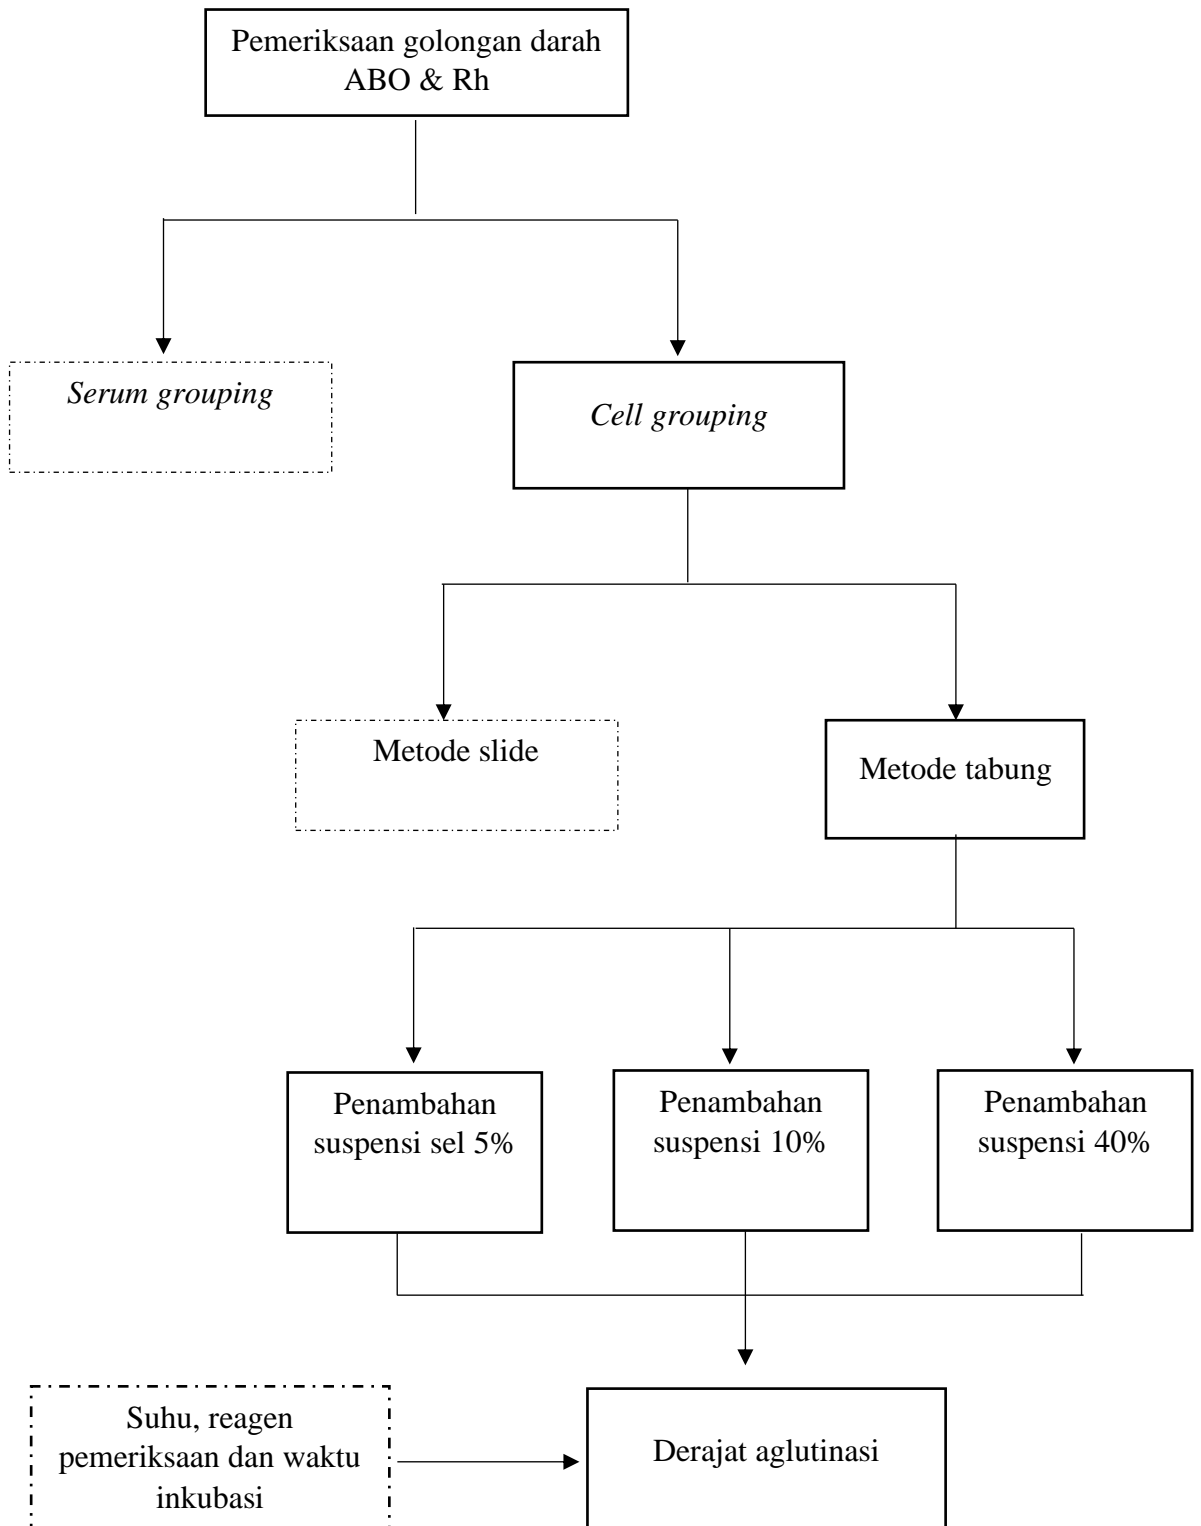 Pemeriksaan golongan darah
ABO & Rh
Serum grouping
Cell grouping
Metode slide
Metode tabung
Penambahan
suspensi sel 5%
Penambahan
suspensi 10%
Penambahan
suspensi 40%
Suhu, reagen
pemeriksaan dan waktu
inkubasi
Derajat aglutinasi